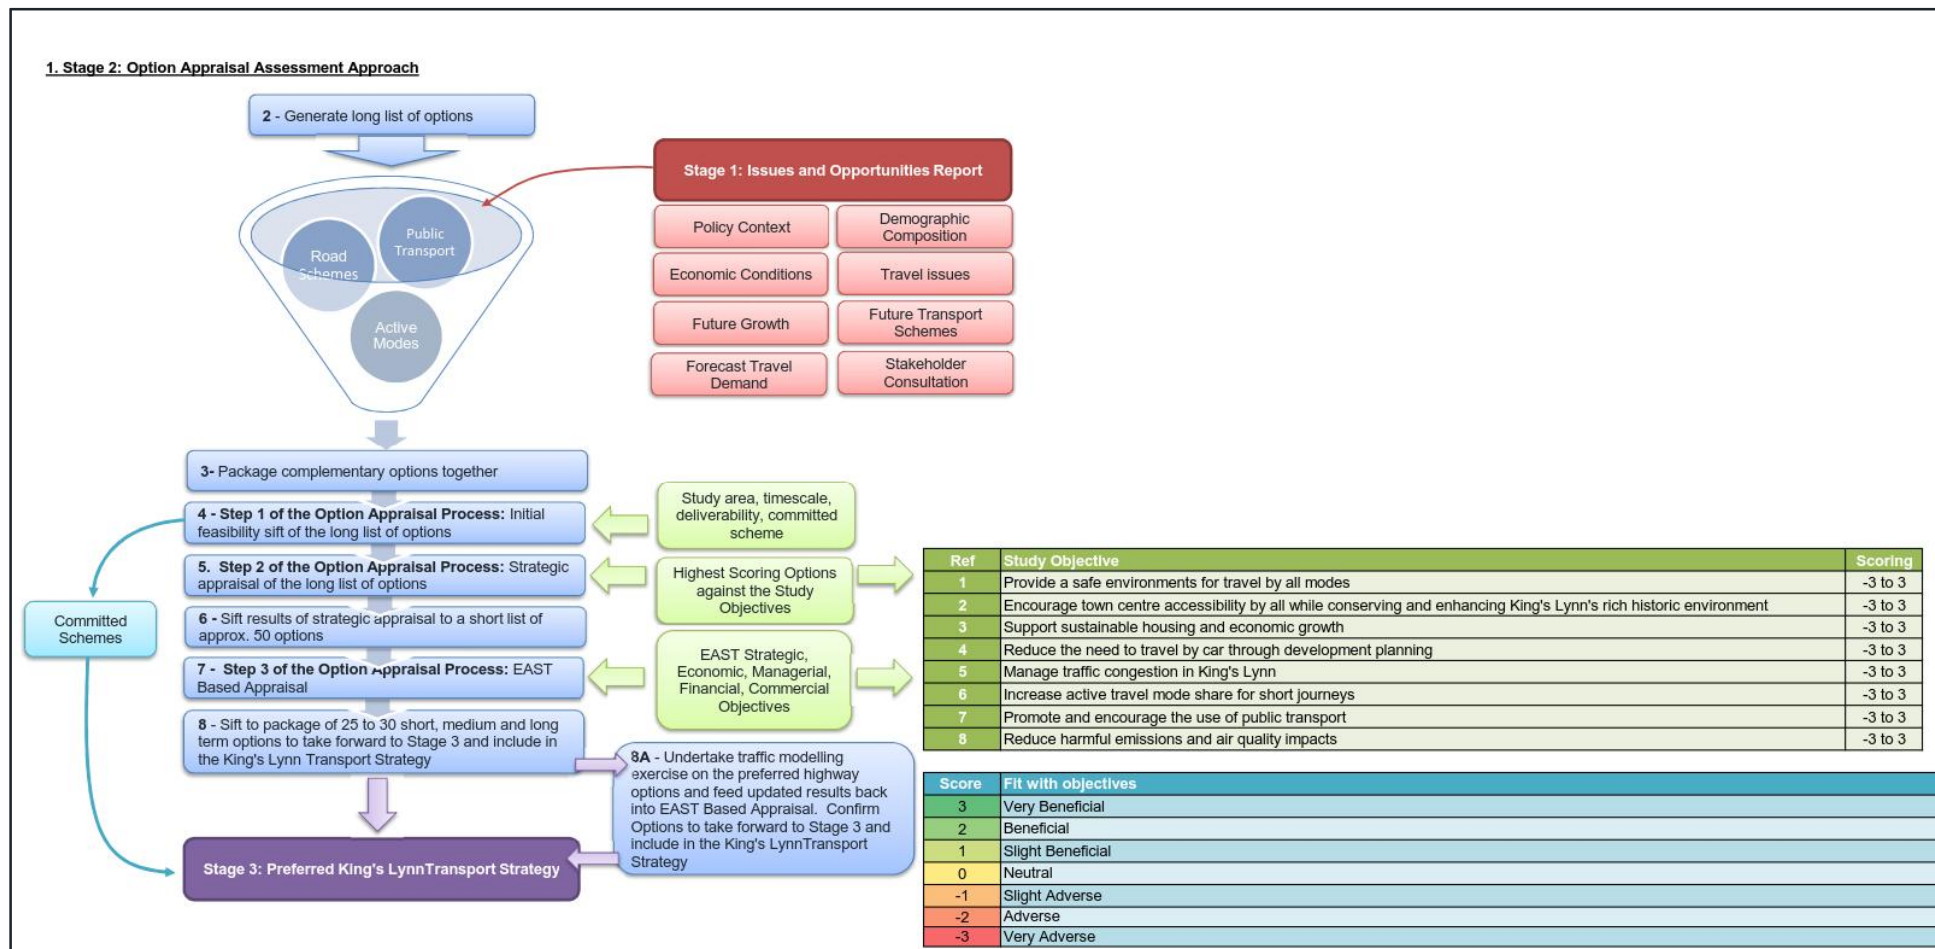 1. Stage 2: Option Appraisal Assessment Approach
2 - Generate long list of options
Public
Transport
Road
Schemes
Active
Modes
Stage 1: Issues and Opportunities Report
Policy Context
Demographic
Composition
Economic Conditions
Travel issues
Future Growth
Future Transport
Schemes
Forecast Travel
Demand
Stakeholder
Consultation
3- Package complementary options together
4 - Step 1 of the Option Appraisal Process: Initial
feasibility sift of the long list of options
5. Step 2 of the Option Appraisal Process: Strategic
appraisal of the long list of options
6 - Sift results of strategic appraisal to a short list of
approx. 50 options
7 - Step 3 of the Option Appraisal Process: EAST
Based Appraisal
8 - Sift to package of 25 to 30 short, medium and long
term options to take forward to Stage 3 and include in
the King's Lynn Transport Strategy
Committed
Schemes
Study area, timescale,
deliverability, committed
scheme
Highest Scoring Options
against the Study
Objectives
EAST Strategic,
Economic, Managerial,
Financial, Commercial
Objectives
8A - Undertake traffic modelling
exercise on the preferred highway
options and feed updated results back
into EAST Based Appraisal. Confirm
Options to take forward to Stage 3 and
include in the King's LynnTransport
Strategy
Stage 3: Preferred King's LynnTransport Strategy
Ref Study Objective Scoring
1 Provide a safe environments for travel by all modes -3 to 3
2 Encourage town centre accessibility by all while conserving and enhancing King's Lynn's rich historic environment -3 to 3
3 Support sustainable housing and economic growth -3 to 3
4 Reduce the need to travel by car through development planning -3 to 3
5 Manage traffic congestion in King's Lynn -3 to 3
6 Increase active travel mode share for short journeys -3 to 3
7 Promote and encourage the use of public transport -3 to 3
8 Reduce harmful emissions and air quality impacts -3 to 3
Score Fit with objectives
3 Very Beneficial
2 Beneficial
1 Slight Beneficial
0 Neutral
-1 Slight Adverse
-2 Adverse
-3 Very Adverse